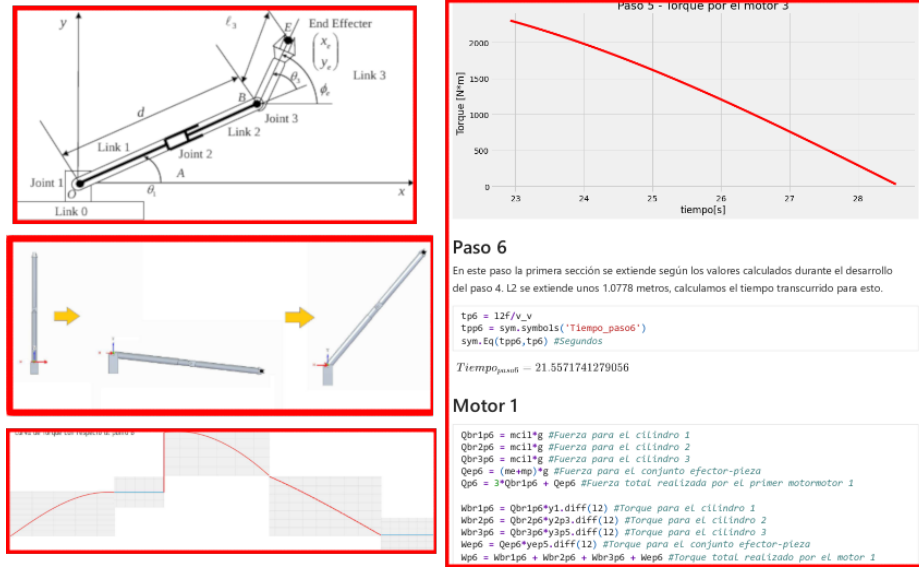 y
ℓ3
E
End Effecter
(xe
ye)
Link 3
θ3
ϕe
d
B
Joint 3
Link 2
Link 1
Joint 2
Joint 1
A
O
θ1
x
Link 0
Paso 5 - Torque por el motor 3
2000
1500
1000
500
0
Torque [N*m]
23 24 25 26 27 28
tiempo[s]
Paso 6
En este paso la primera sección se extiende según los valores calculados durante el desarrollo
del paso 4. L2 se extiende unos 1.0778 metros, calculamos el tiempo transcurrido para esto.
tp6 = l2f/v_v
tpp6 = sym.symbols('Tiempo_paso6')
sym.Eq(tpp6,tp6) #Segundos
Tiempopaso6 = 21.5571741279056
Motor 1
Qbr1p6 = mcil*g #Fuerza para el cilindro 1
Qbr2p6 = mcil*g #Fuerza para el cilindro 2
Qbr3p6 = mcil*g #Fuerza para el cilindro 3
Qep6 = (me+mp)*g #Fuerza para el conjunto efector-pieza
Qp6 = 3*Qbr1p6 + Qep6 #Fuerza total realizada por el primer motormotor 1
Wbr1p6 = Qbr1p6*y1.diff(l2) #Torque para el cilindro 1
Wbr2p6 = Qbr2p6*y2p3.diff(l2) #Torque para el cilindro 2
Wbr3p6 = Qbr3p6*y3p5.diff(l2) #Torque para el cilindro 3
Wep6 = Qep6*yep5.diff(l2) #Torque para el conjunto efector-pieza
Wp6 = Wbr1p6 + Wbr2p6 + Wbr3p6 + Wep6 #Torque total realizado por el motor 1